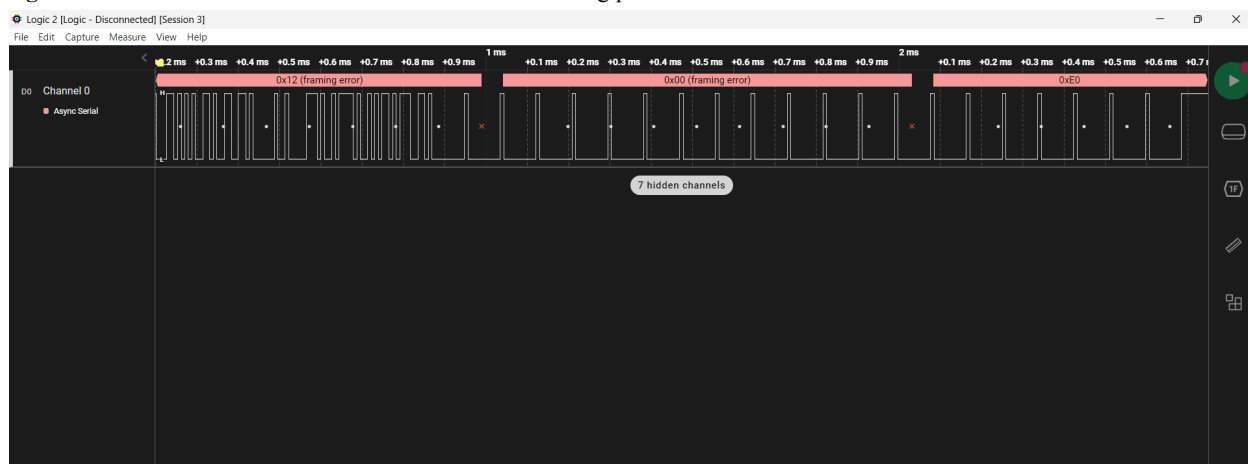 Logic 2 [Logic - Disconnected] [Session 3]
File Edit Capture Measure View Help
1 ms 2 ms
+0.3 ms +0.4 ms +0.5 ms +0.6 ms +0.7 ms +0.8 ms +0.9 ms +0.1 ms +0.2 ms +0.3 ms +0.4 ms +0.5 ms +0.6 ms +0.7 ms +0.8 ms +0.9 ms +0.1 ms +0.2 ms +0.3 ms +0.4 ms +0.5 ms +0.6 ms
0x12 (framing error) 0x00 (framing error) 0xE0
D0 Channel 0
H
Async Serial
L
7 hidden channels
1F